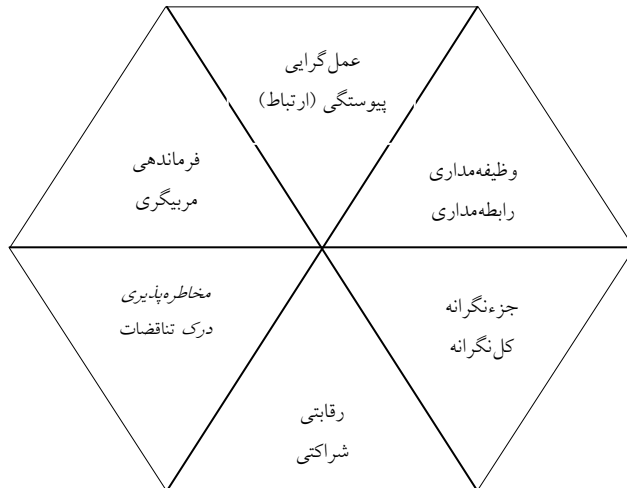 عمل‌گرایی
پیوستگی (ارتباط)
وظیفه‌مداری
رابطه‌مداری
فرماندهی
مربیگری
جزءنگرانه
کل‌نگرانه
مخاطره‌پذیری
درک تناقضات
رقابتی
شراکتی